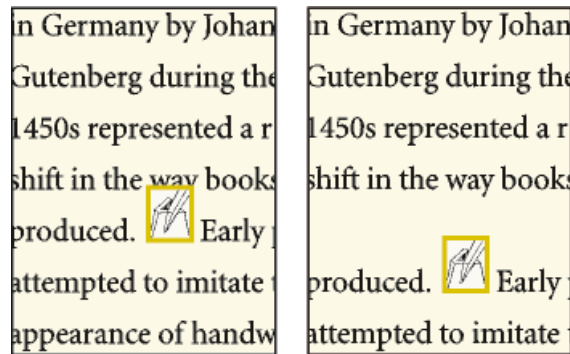 in Germany by Johan
Gutenberg during the
1450s represented a r
shift in the way books
produced. Early
attempted to imitate
appearance of handw
in Germany by Johan
Gutenberg during the
1450s represented a r
shift in the way books
produced. Early
attempted to imitate